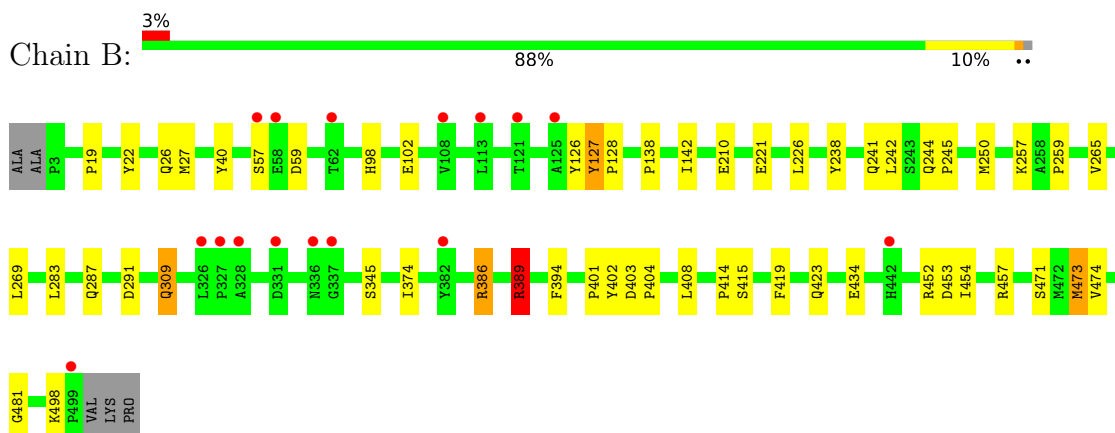 3%
Chain B:
88% 10% ••
ALA ALA P3 P19 Y22 Q26 M27 Y40 S57 E58 D59 T62 H98 E102 V108 L113 T121 A125 Y126 Y127 P128 P138 I142 E210 E221 L226 Y238 Q241 L242 S243 Q244 P245 M250 K257 A258 P259 V265
L269 L283 Q287 D291 Q309 L326 P327 A328 D331 N336 G337 S345 I374 Y382 R386 R389 F394 P401 Y402 D403 P404 L408 P414 S415 F419 Q423 E434 H442 R452 D453 I454 R457 S471 M472 M473 V474
G481 K498 P499 VAL LYS PRO